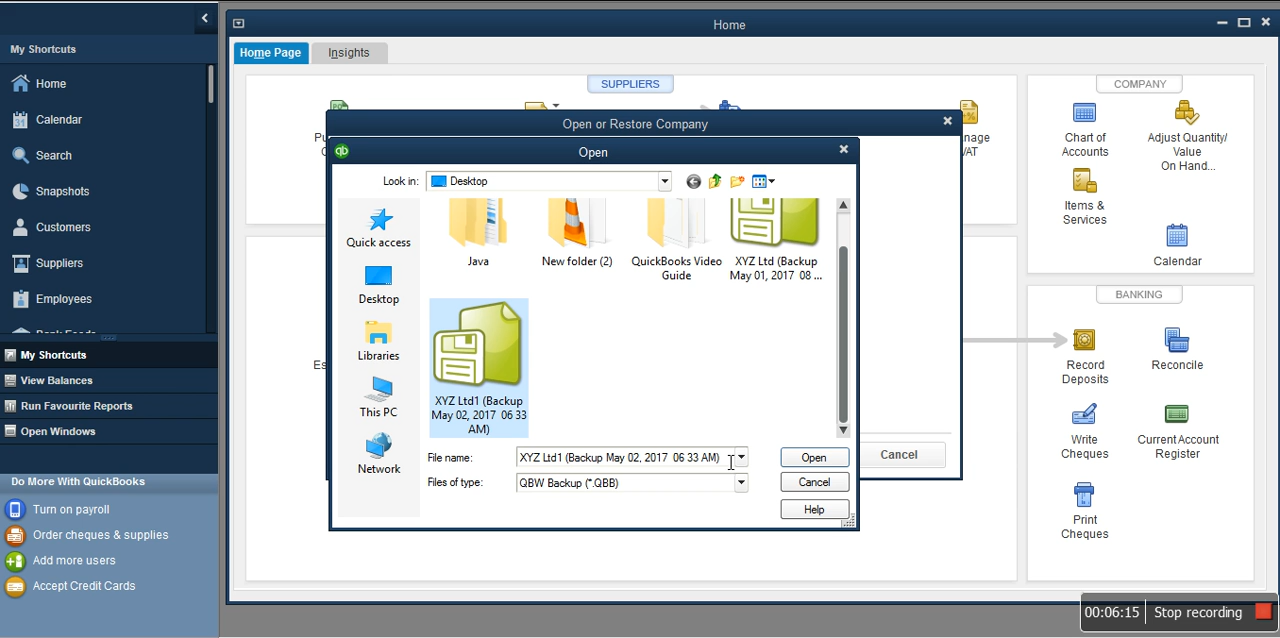 Home
My Shortcuts
Home Page
Insights
Home
Calendar
Search
Snapshots
Customers
Suppliers
Employees
Bank Feeds
My Shortcuts
View Balances
Run Favourite Reports
Open Windows
Do More With QuickBooks
Turn on payroll
Order cheques & supplies
Add more users
Accept Credit Cards
SUPPLIERS
COMPANY
Chart of
Accounts
Adjust Quantity/
Value
On Hand...
Items &
Services
Calendar
BANKING
Record
Deposits
Reconcile
Write
Cheques
Current Account
Register
Print
Cheques
Open or Restore Company
qb
Open
Look in:
Desktop
Quick access
Desktop
Libraries
This PC
Network
Java
New folder (2)
QuickBooks Video
Guide
XYZ Ltd (Backup
May 01, 2017 08 ...
XYZ Ltd1 (Backup
May 02, 2017 06 33
AM)
File name:
XYZ Ltd1 (Backup May 02, 2017 06 33 AM)
Open
Files of type:
QBW Backup (*.QBB)
Cancel
Help
Cancel
00:06:15
Stop recording